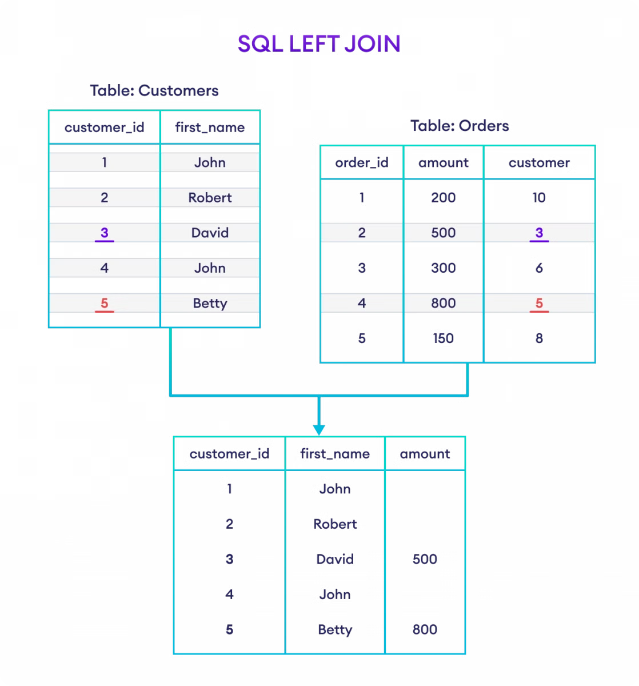 SQL LEFT JOIN
Table: Customers
customer_id first_name
1 John
2 Robert
3 David
4 John
5 Betty
Table: Orders
order_id amount customer
1 200 10
2 500 3
3 300 6
4 800 5
5 150 8
customer_id first_name amount
1 John
2 Robert
3 David 500
4 John
5 Betty 800